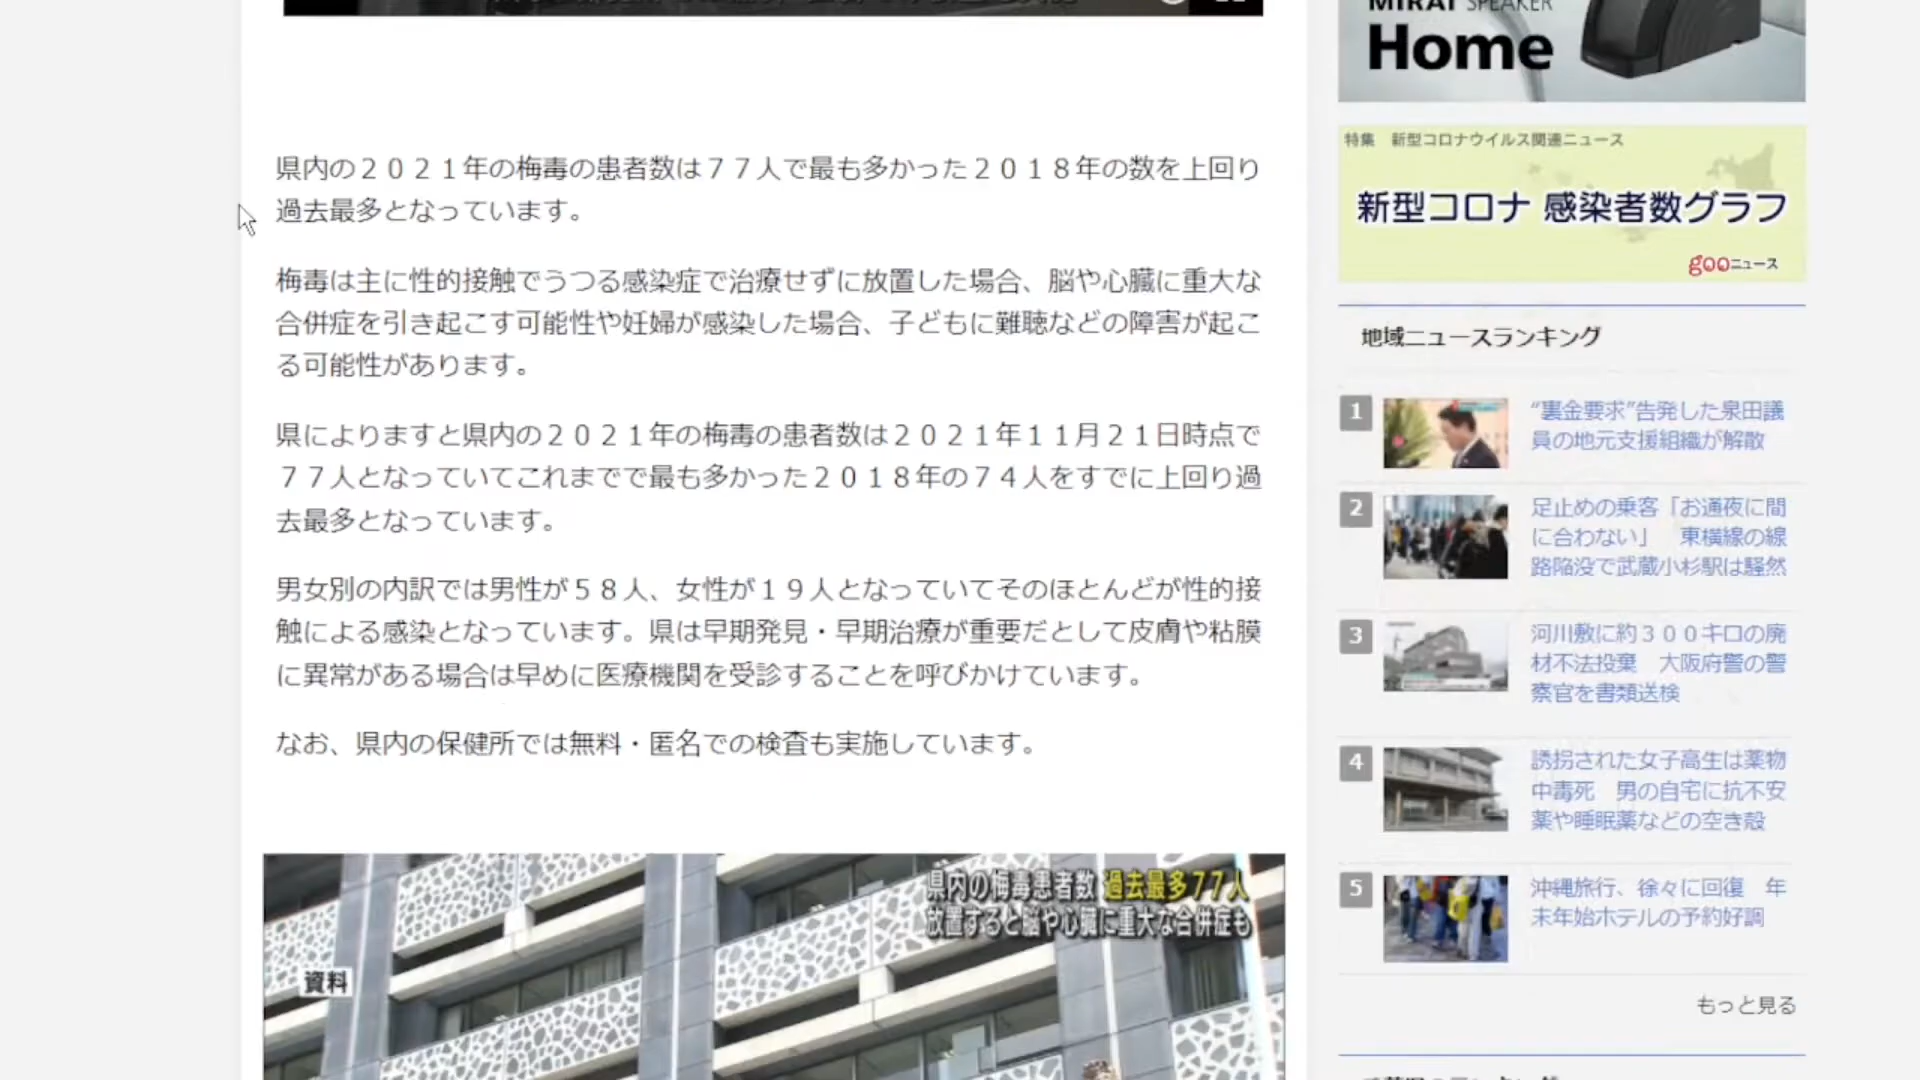 県内の２０２１年の梅毒の患者数は７７人で最も多かった２０１８年の数を上回り
過去最多となっています。
梅毒は主に性的接触でうつる感染症で治療せずに放置した場合、脳や心臓に重大な
合併症を引き起こす可能性や妊婦が感染した場合、子どもに難聴などの障害が起こ
る可能性があります。
県によりますと県内の２０２１年の梅毒の患者数は２０２１年１１月２１日時点で
７７人となっていてこれまでで最も多かった２０１８年の７４人をすでに上回り過
去最多となっています。
男女別の内訳では男性が５８人、女性が１９人となっていてそのほとんどが性的接
触による感染となっています。県は早期発見・早期治療が重要だとして皮膚や粘膜
に異常がある場合は早めに医療機関を受診することを呼びかけています。
なお、県内の保健所では無料・匿名での検査も実施しています。
県内の梅毒患者数 過去最多７７人
放置すると脳や心臓に重大な合併症も
資料
MIRAI SPEAKER
Home
特集　新型コロナウイルス関連ニュース
新型コロナ 感染者数グラフ
gooニュース
地域ニュースランキング
1
“裏金要求”告発した泉田議
員の地元支援組織が解散
2
足止めの乗客「お通夜に間
に合わない」　東横線の線
路陥没で武蔵小杉駅は騒然
3
河川敷に約３００キロの廃
材不法投棄　大阪府警の警
察官を書類送検
4
誘拐された女子高生は薬物
中毒死　男の自宅に抗不安
薬や睡眠薬などの空き殻
5
沖縄旅行、徐々に回復　年
末年始ホテルの予約好調
もっと見る